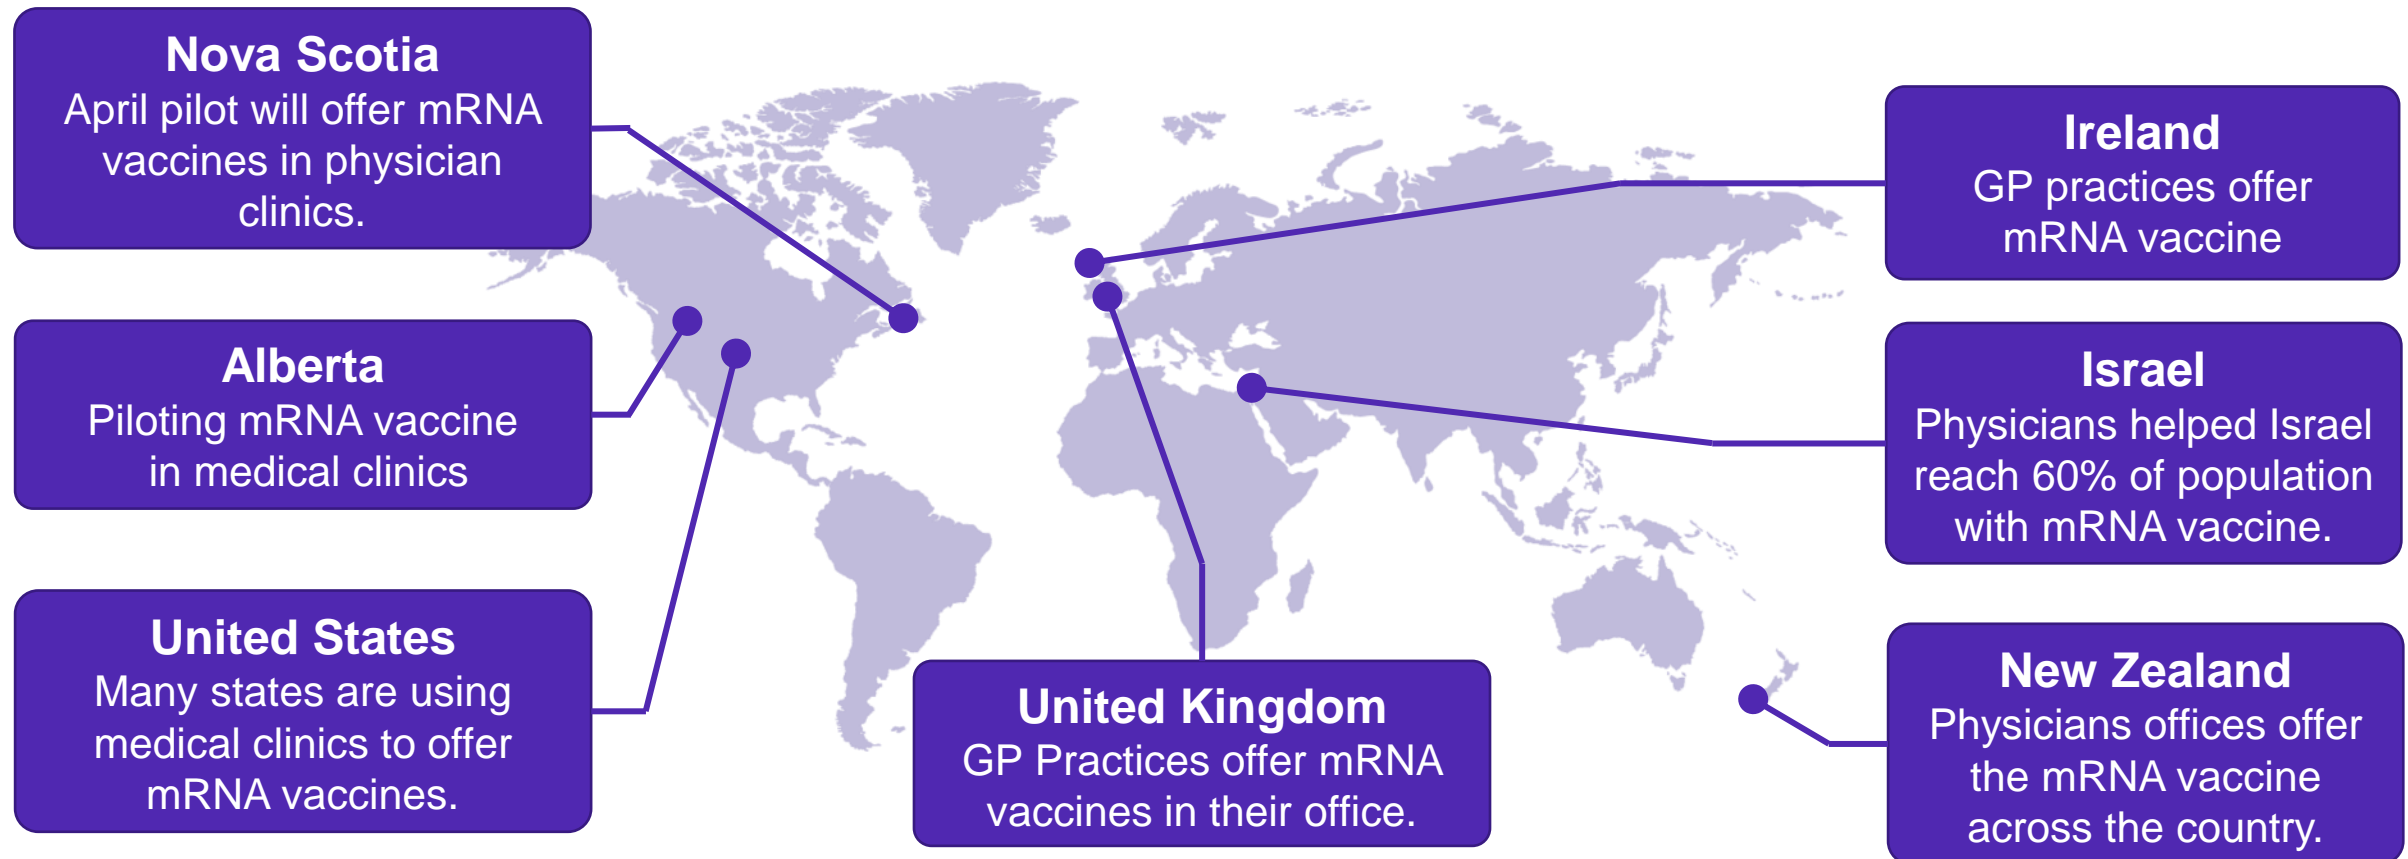 Nova Scotia
April pilot will offer mRNA
vaccines in physician
clinics.
Alberta
Piloting mRNA vaccine
in medical clinics
United States
Many states are using
medical clinics to offer
mRNA vaccines.
United Kingdom
GP Practices offer mRNA
vaccines in their office.
Ireland
GP practices offer
mRNA vaccine
Israel
Physicians helped Israel
reach 60% of population
with mRNA vaccine.
New Zealand
Physicians offices offer
the mRNA vaccine
across the country.